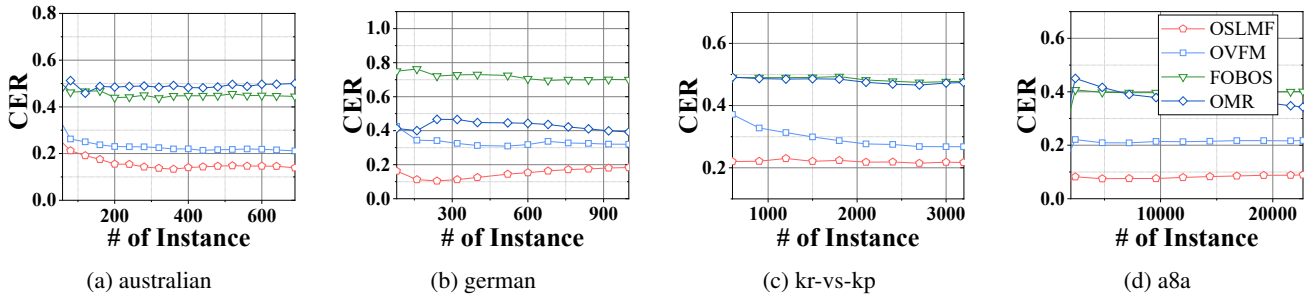 CER
0.8
0.6
0.4
0.2
0.0
200
400
600
# of Instance
(a) australian
CER
1.0
0.8
0.6
0.4
0.2
0.0
300
600
900
# of Instance
(b) german
CER
0.6
0.4
0.2
1000
2000
3000
# of Instance
(c) kr-vs-kp
CER
0.6
0.4
0.2
0.0
10000
20000
# of Instance
(d) a8a
OSLMF
OVFM
FOBOS
OMR